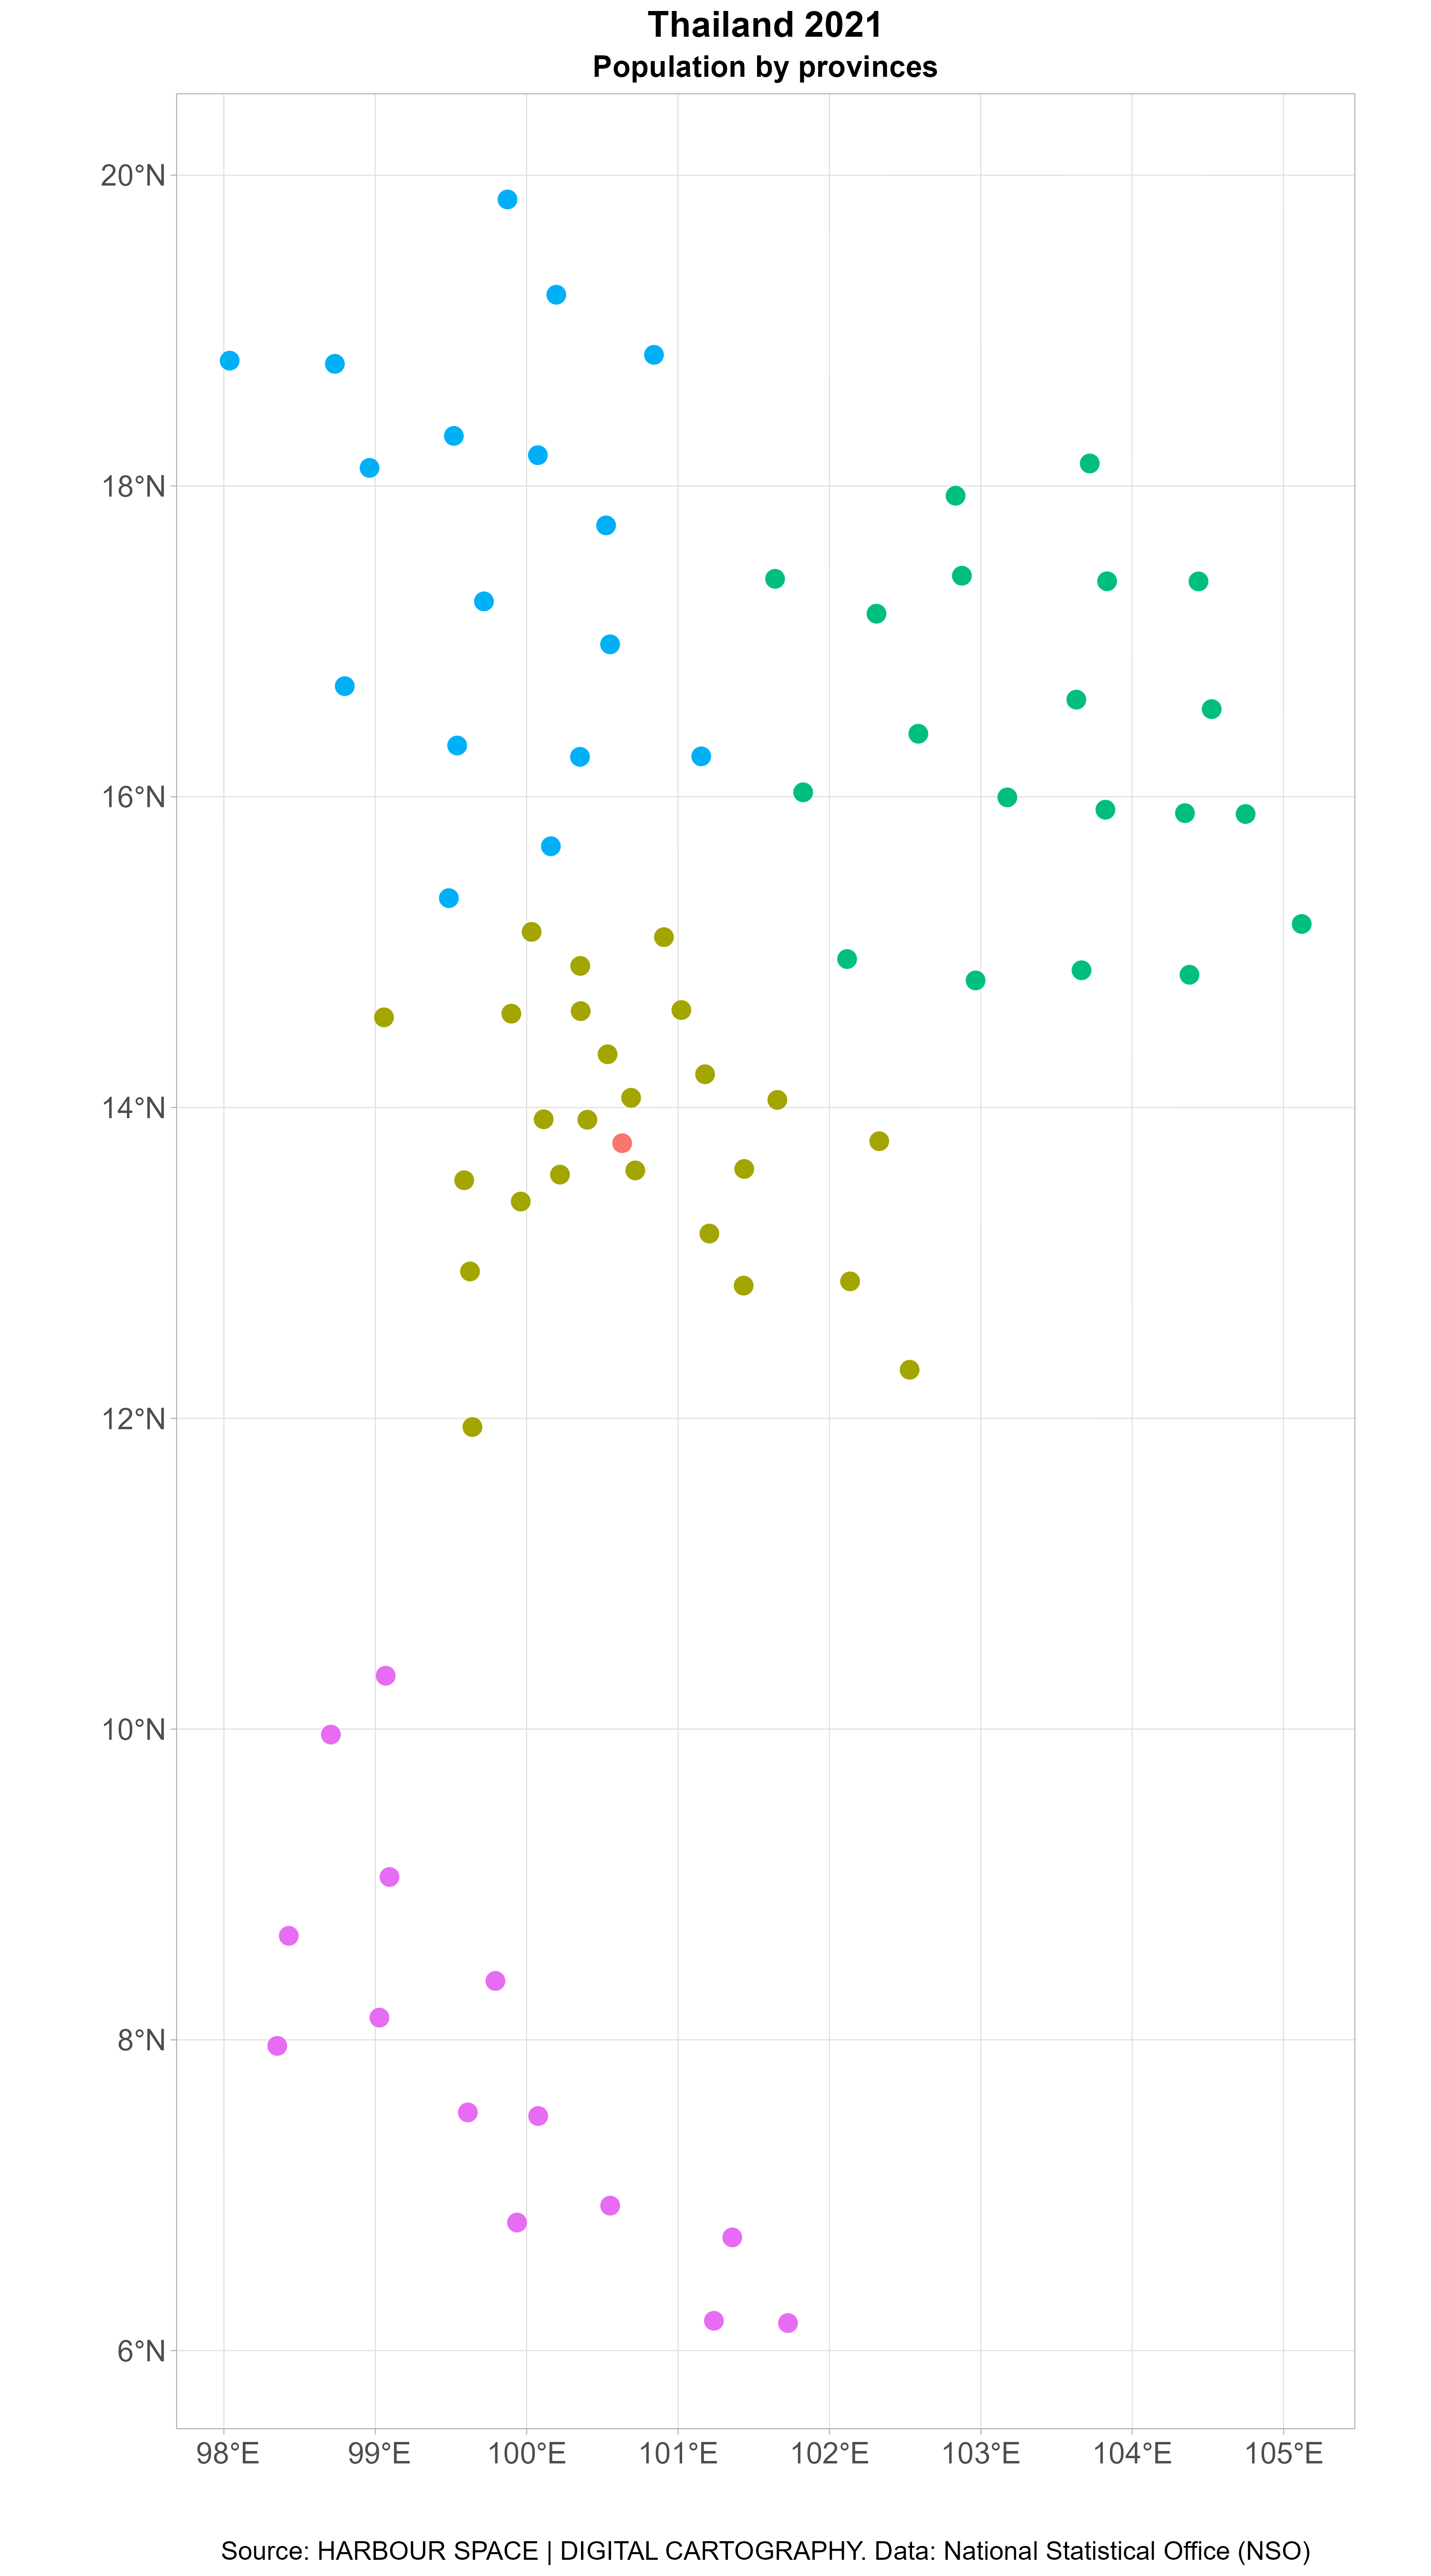 Thailand 2021
Population by provinces
20°N
18°N
16°N
14°N
12°N
10°N
8°N
6°N
98°E 99°E 100°E 101°E 102°E 103°E 104°E 105°E
Source: HARBOUR SPACE | DIGITAL CARTOGRAPHY. Data: National Statistical Office (NSO)